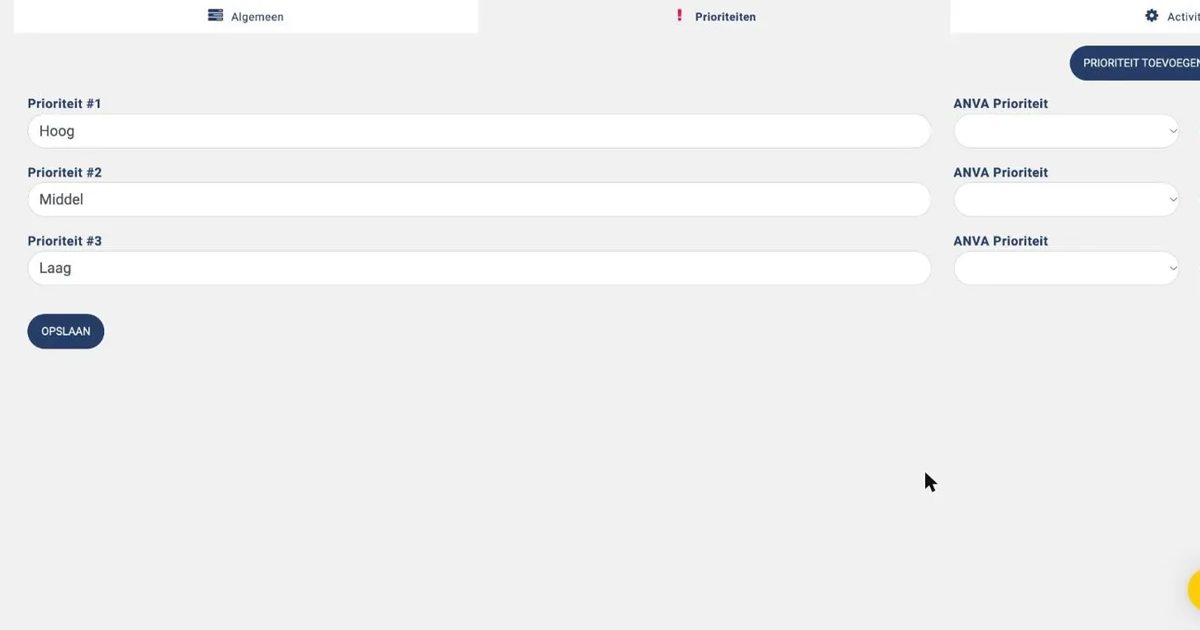 Algemeen
Prioriteiten
PRIORITEIT TOEVOEGEN
Prioriteit #1
ANVA Prioriteit
Hoog
Prioriteit #2
ANVA Prioriteit
Middel
Prioriteit #3
ANVA Prioriteit
Laag
OPSLAAN